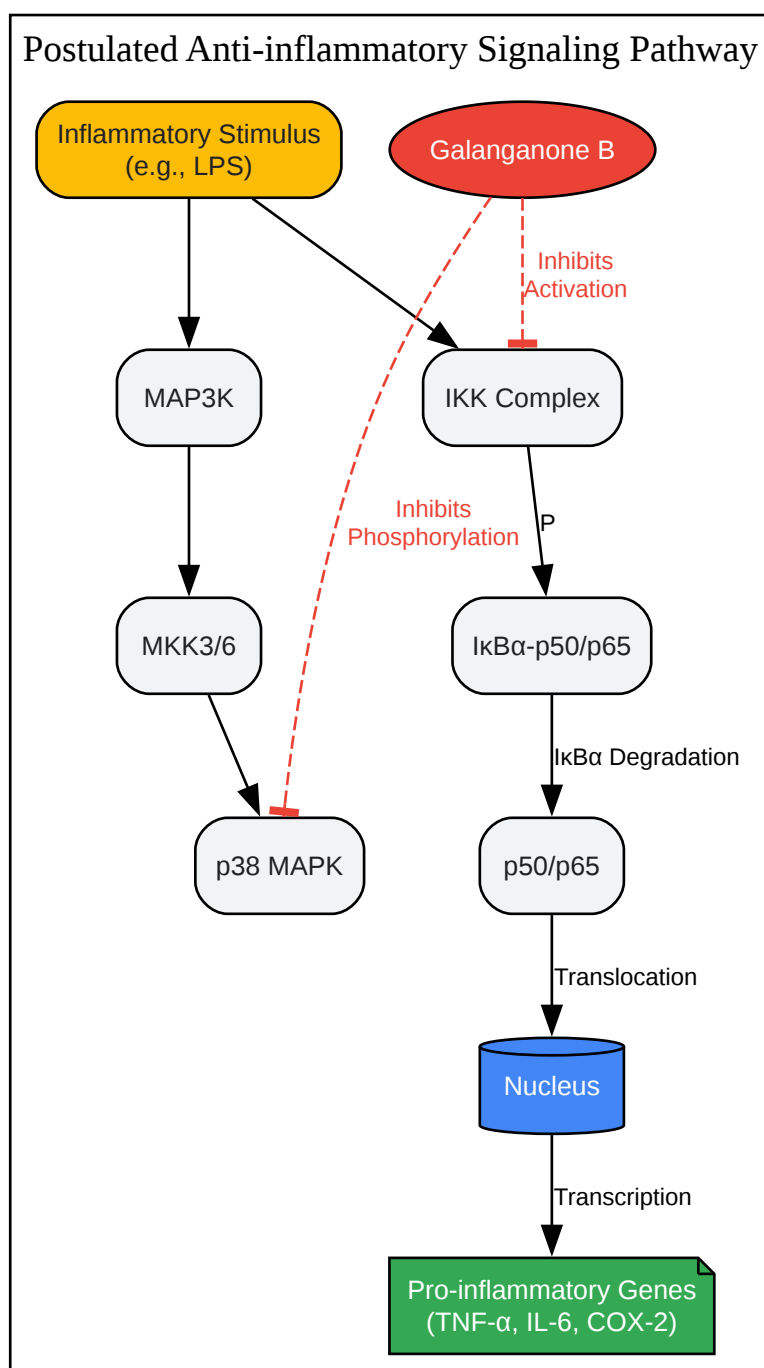 Postulated Anti-inflammatory Signaling Pathway
Inflammatory Stimulus
(e.g., LPS)
Galanganone B
Inhibits
Activation
MAP3K
IKK Complex
Inhibits
Phosphorylation
P
MKK3/6
IκBα-p50/p65
IκBα Degradation
p38 MAPK
p50/p65
Translocation
Nucleus
Transcription
Pro-inflammatory Genes
(TNF-α, IL-6, COX-2)